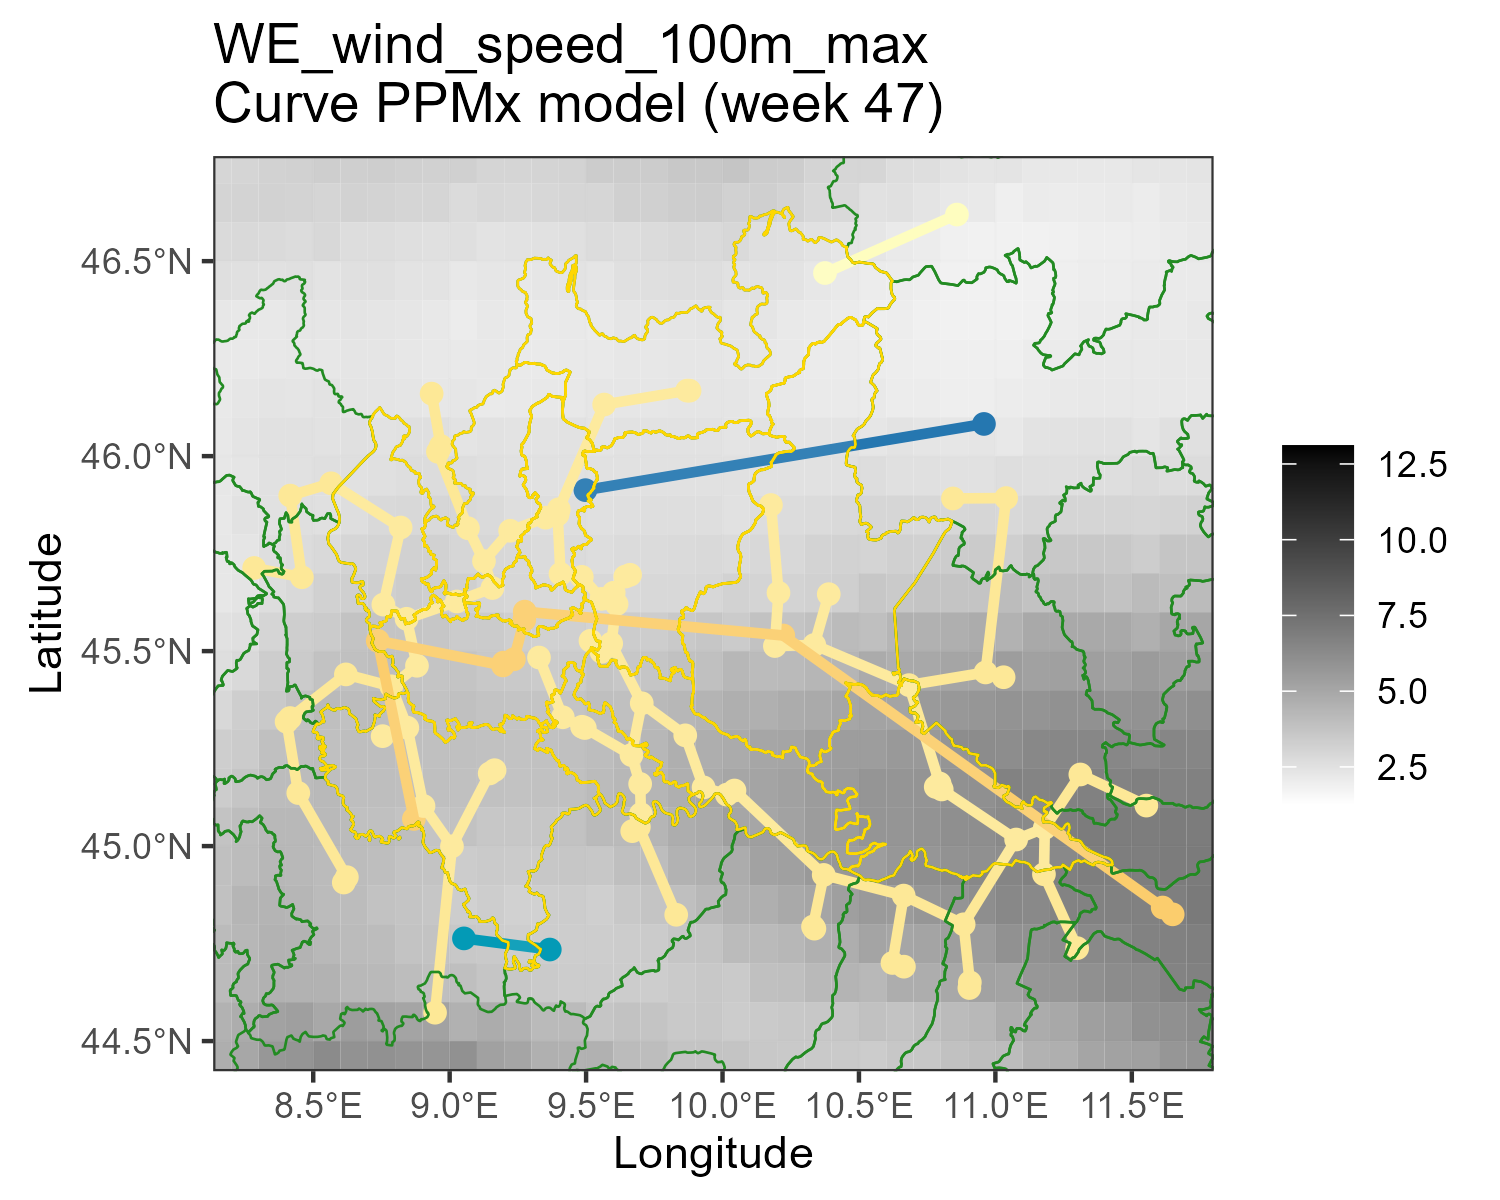 WE_wind_speed_100m_max
Curve PPMx model (week 47)
46.5°N
46.0°N
45.5°N
45.0°N
44.5°N
Latitude
8.5°E
9.0°E
9.5°E
10.0°E
10.5°E
11.0°E
11.5°E
Longitude
12.5
10.0
7.5
5.0
2.5